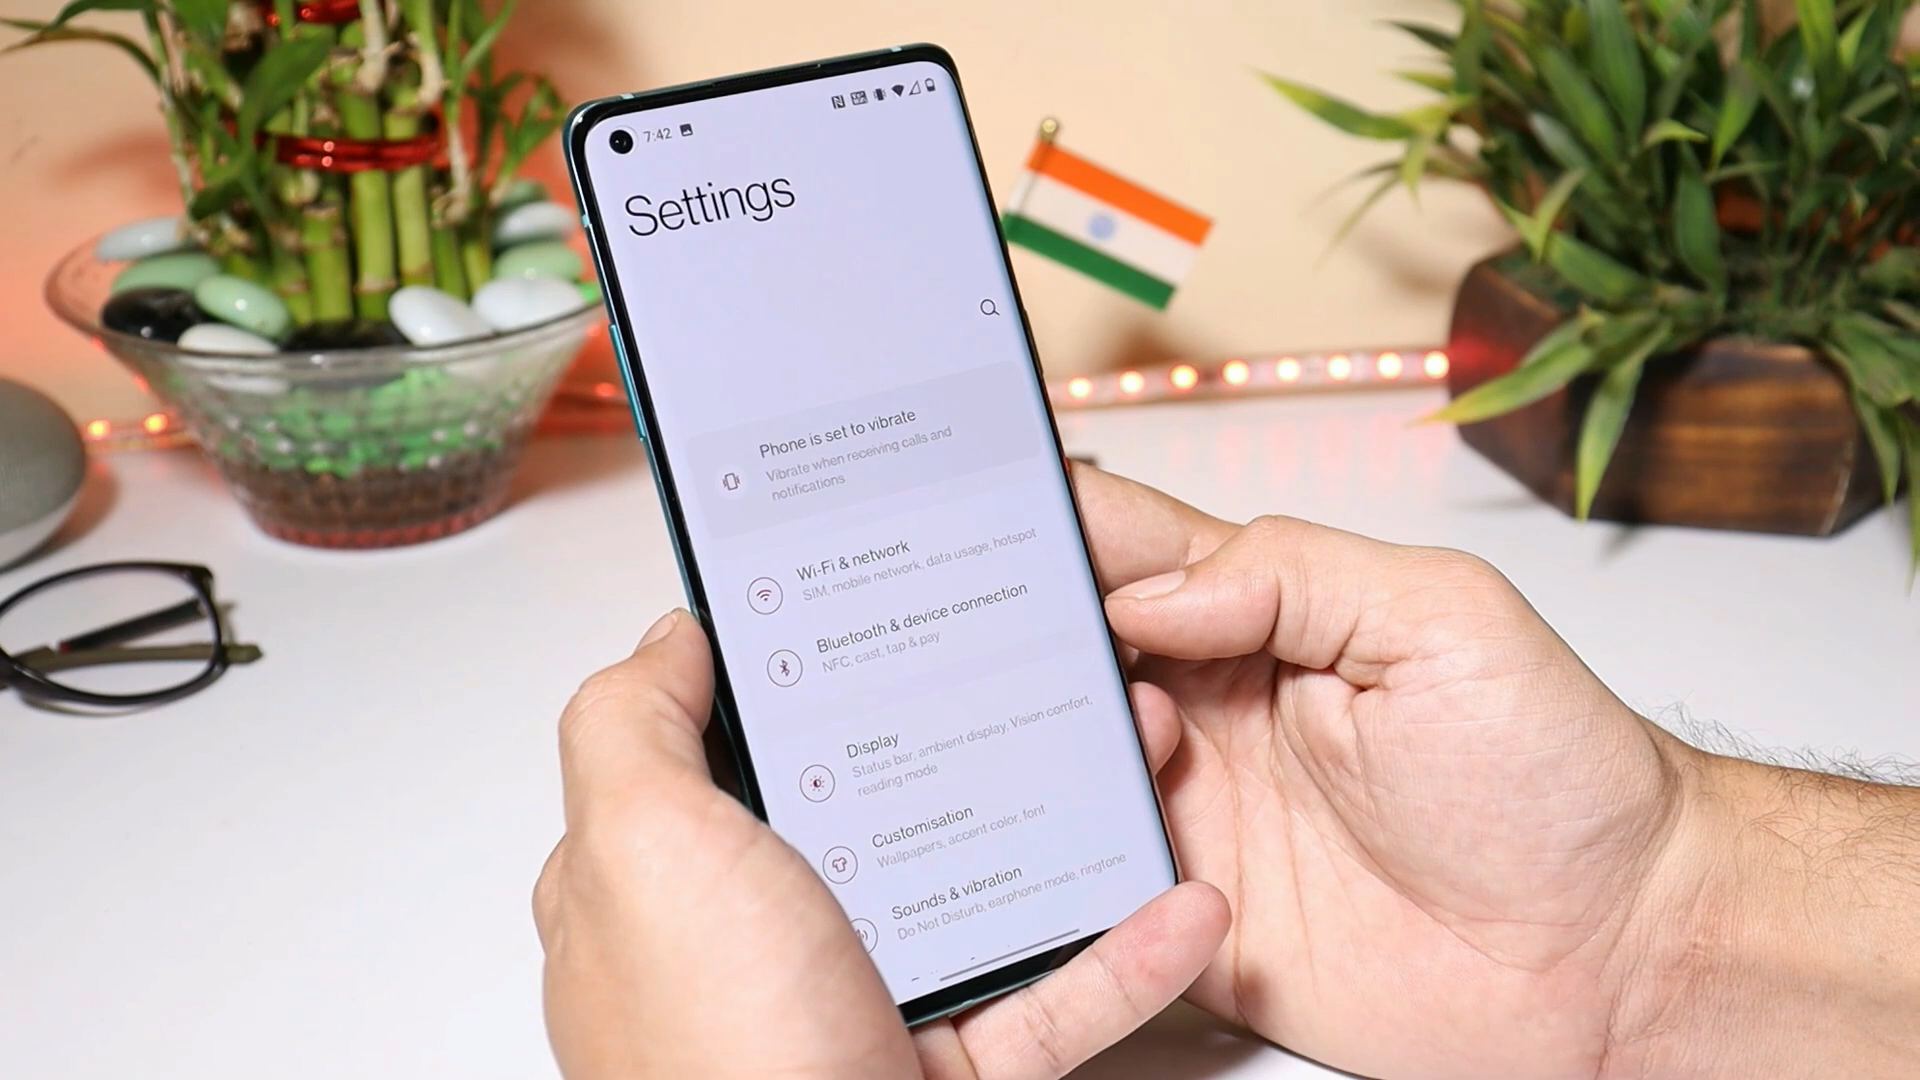 7:42
Settings
Phone is set to vibrate
Vibrate when receiving calls and
notifications
Wi-Fi & network
SIM, mobile network, data usage, hotspot
Bluetooth & device connection
NFC, cast, tap & pay
Display
Status bar, ambient display, Vision comfort,
reading mode
Customisation
Wallpapers, accent color, font
Sounds & vibration
Do Not Disturb, earphone mode, ringtone